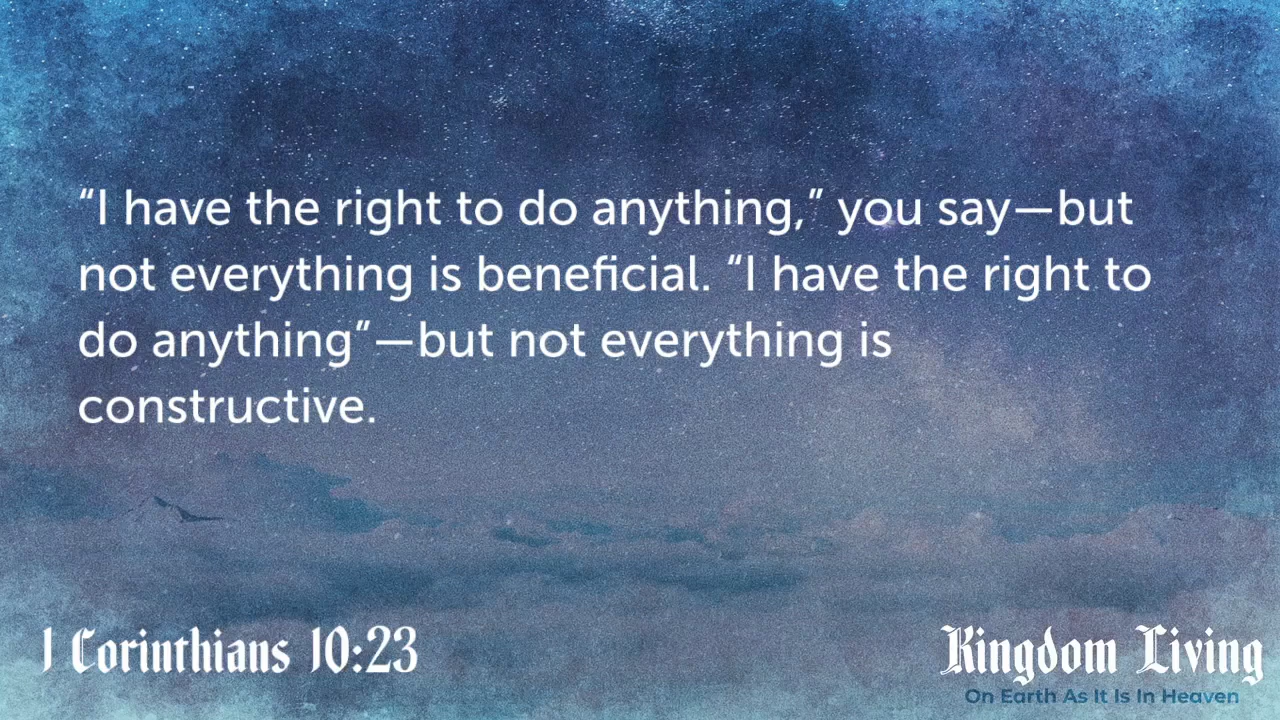 “I have the right to do anything,” you say—but
not everything is beneficial. “I have the right to
do anything”—but not everything is
constructive.
1 Corinthians 10:23
Kingdom Living
On Earth As It Is In Heaven